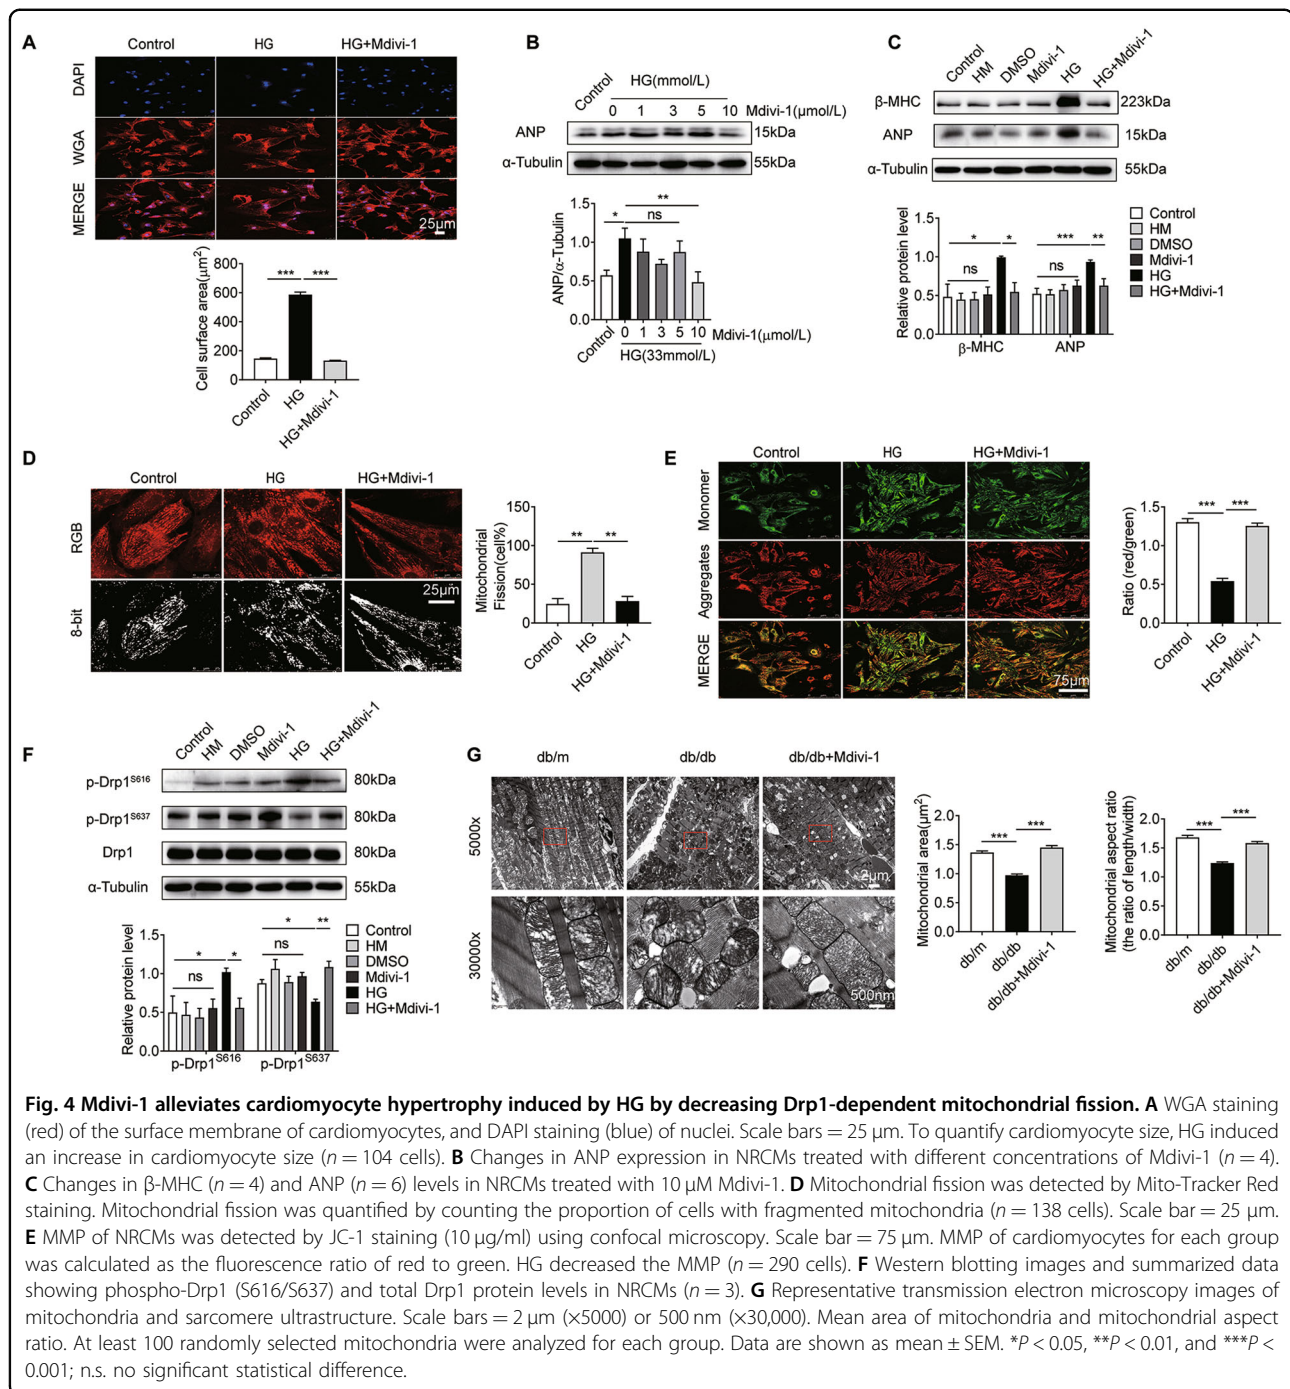 A
Control
HG
HG+Mdivi-1
DAPI
WGA
MERGE
25μm
Cell surface area(μm²)
800
600
400
200
0
***
***
Control
HG
HG+Mdivi-1
B
HG(mmol/L)
Control
0 1 3 5 10 Mdivi-1(μmol/L)
ANP 15kDa
α-Tubulin 55kDa
ANP/α-Tubulin
1.5
1.0
0.5
0.0
**
* ns
Control
0 1 3 5 10 Mdivi-1(μmol/L)
HG(33mmol/L)
C
Control
HM
DMSO
Mdivi-1
HG
HG+Mdivi-1
β-MHC 223kDa
ANP 15kDa
α-Tubulin 55kDa
Relative protein level
1.5
1.0
0.5
0.0
* *
ns
*** **
ns
β-MHC ANP
Control
HM
DMSO
Mdivi-1
HG
HG+Mdivi-1
D
Control
HG
HG+Mdivi-1
RGB
8-bit
25μm
Mitochondrial
Fission(cell%)
150
100
50
0
** **
Control
HG
HG+Mdivi-1
E
Control
HG
HG+Mdivi-1
Monomer
Aggregates
MERGE
75μm
Ratio (red/green)
1.5
1.0
0.5
0.0
*** ***
Control
HG
HG+Mdivi-1
F
Control
HM
DMSO
Mdivi-1
HG
HG+Mdivi-1
p-Drp1S616 80kDa
p-Drp1S637 80kDa
Drp1 80kDa
α-Tubulin 55kDa
Relative protein level
1.5
1.0
0.5
0.0
* *
ns
* **
ns
p-Drp1S616 p-Drp1S637
Control
HM
DMSO
Mdivi-1
HG
HG+Mdivi-1
G
db/m
db/db
db/db+Mdivi-1
5000x
30000x
2μm
500nm
Mitochondrial area(μm²)
2.0
1.5
1.0
0.5
0.0
*** ***
db/m
db/db
db/db+Mdivi-1
Mitochondrial aspect ratio
(the ratio of length/width)
2.0
1.5
1.0
0.5
0.0
*** ***
db/m
db/db
db/db+Mdivi-1
Fig. 4 Mdivi-1 alleviates cardiomyocyte hypertrophy induced by HG by decreasing Drp1-dependent mitochondrial fission. A WGA staining
(red) of the surface membrane of cardiomyocytes, and DAPI staining (blue) of nuclei. Scale bars = 25 μm. To quantify cardiomyocyte size, HG induced
an increase in cardiomyocyte size (n = 104 cells). B Changes in ANP expression in NRCMs treated with different concentrations of Mdivi-1 (n = 4).
C Changes in β-MHC (n = 4) and ANP (n = 6) levels in NRCMs treated with 10 μM Mdivi-1. D Mitochondrial fission was detected by Mito-Tracker Red
staining. Mitochondrial fission was quantified by counting the proportion of cells with fragmented mitochondria (n = 138 cells). Scale bar = 25 μm.
E MMP of NRCMs was detected by JC-1 staining (10 μg/ml) using confocal microscopy. Scale bar = 75 μm. MMP of cardiomyocytes for each group
was calculated as the fluorescence ratio of red to green. HG decreased the MMP (n = 290 cells). F Western blotting images and summarized data
showing phospho-Drp1 (S616/S637) and total Drp1 protein levels in NRCMs (n = 3). G Representative transmission electron microscopy images of
mitochondria and sarcomere ultrastructure. Scale bars = 2 μm (×5000) or 500 nm (×30,000). Mean area of mitochondria and mitochondrial aspect
ratio. At least 100 randomly selected mitochondria were analyzed for each group. Data are shown as mean ± SEM. *P < 0.05, **P < 0.01, and ***P <
0.001; n.s. no significant statistical difference.